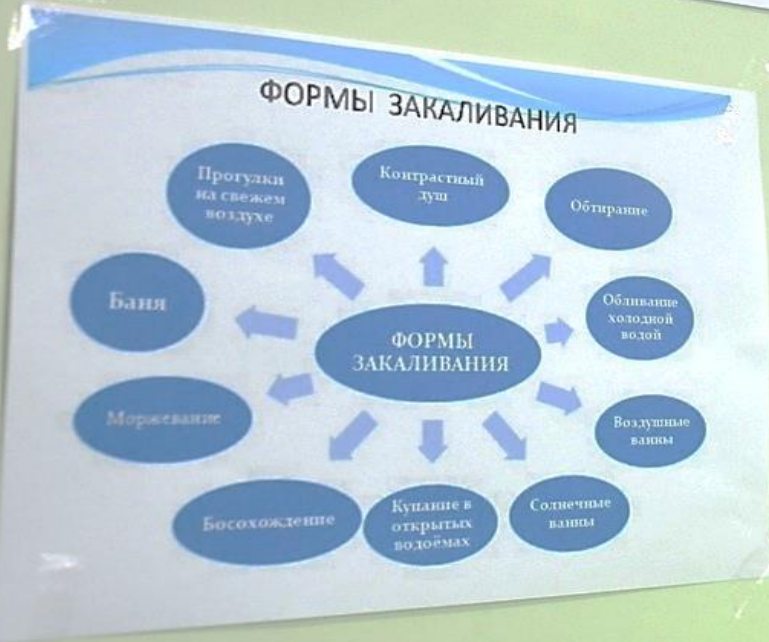 ФОРМЫ ЗАКАЛИВАНИЯ
Прогулки
на свежем
воздухе
Контрастный
душ
Обтирание
Баня
Обливание
холодной
водой
ФОРМЫ
ЗАКАЛИВАНИЯ
Моржевание
Воздушные
ванны
Босохождение
Купание в
открытых
водоёмах
Солнечные
ванны